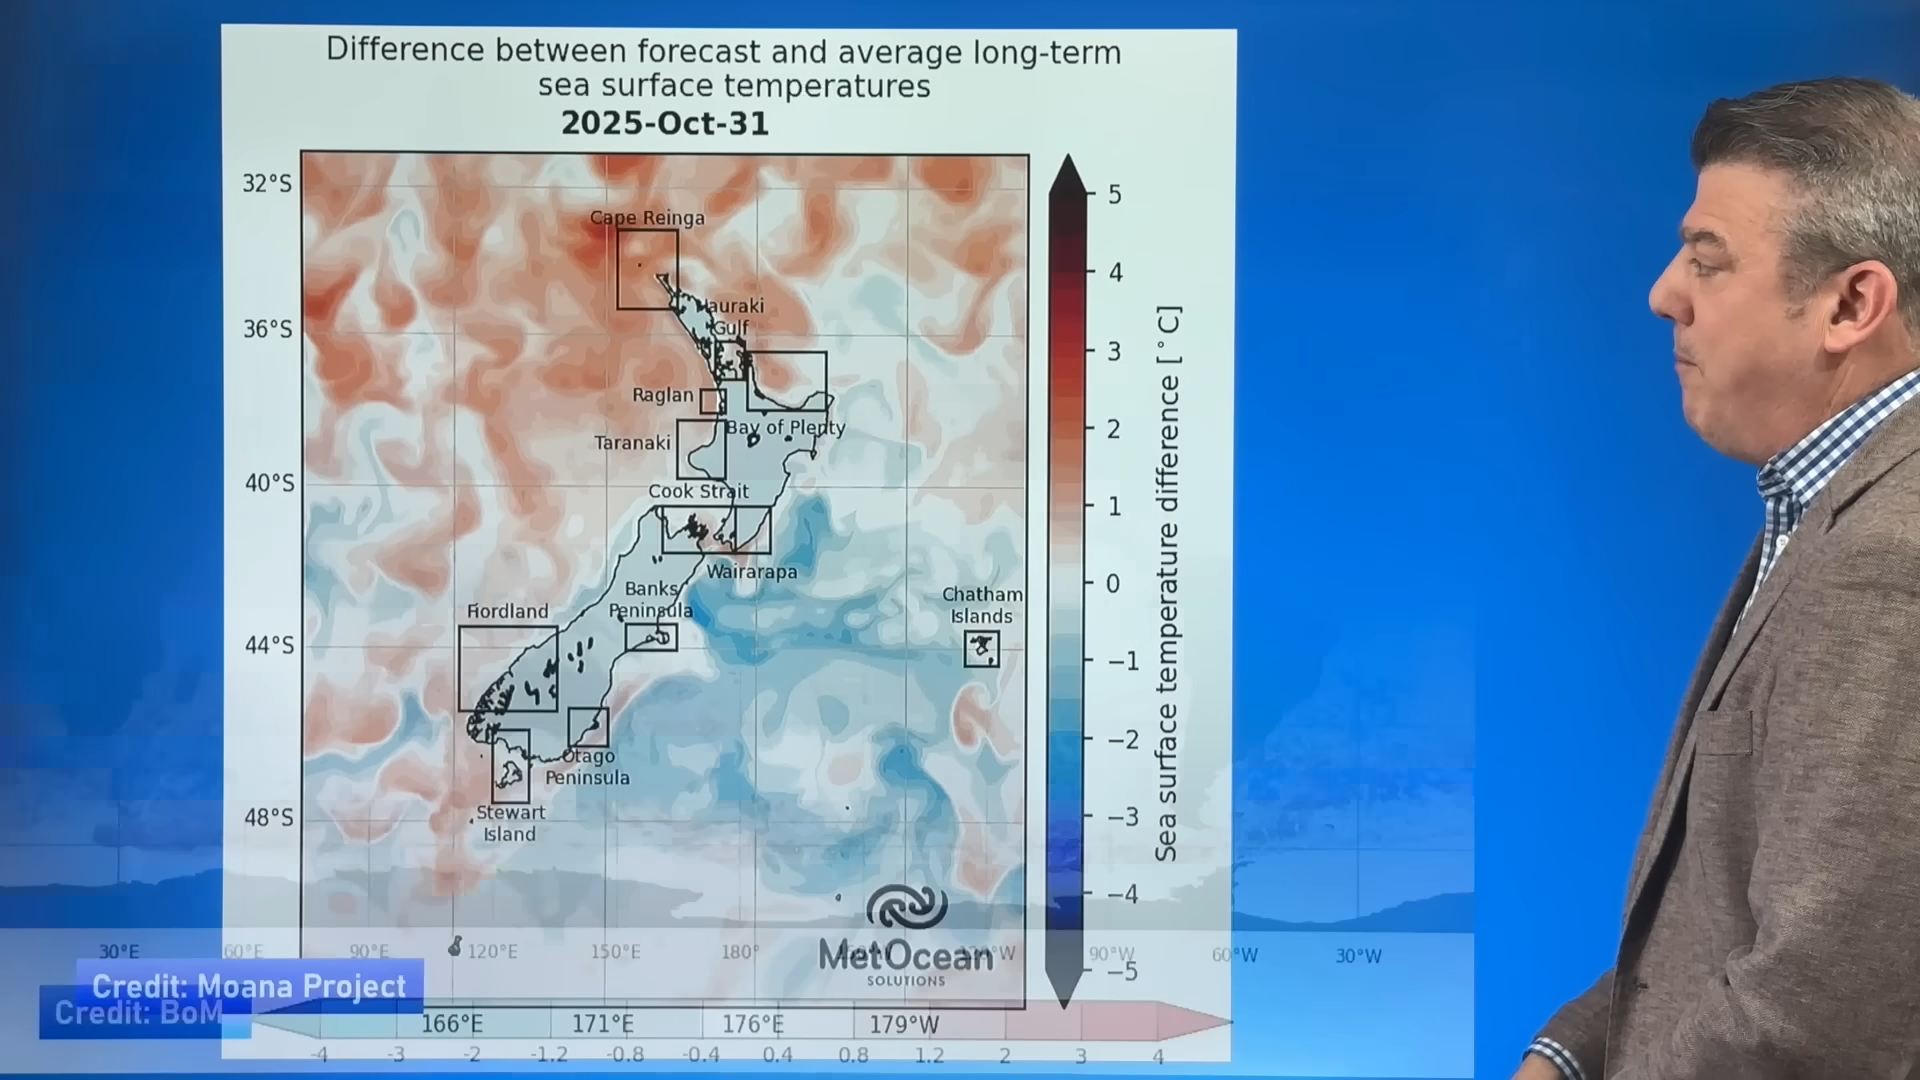 Difference between forecast and average long-term
sea surface temperatures
2025-Oct-31
32°S
36°S
40°S
44°S
48°S
Cape Reinga
auraki
Gulf
Raglan
Bay of Plenty
Taranaki
Cook Strait
Wairarapa
Banks
Peninsula
Chatham
Islands
Fiordland
Otago
Peninsula
Stewart
Island
MetOcean
SOLUTIONS
5
4
3
2
1
0
−1
−2
−3
−4
−5
Sea surface temperature difference [°C]
30°E 60°E 90°E 120°E 150°E 180° 120°W 90°W 60°W 30°W
Credit: Moana Project
Credit: BoM
166°E 171°E 176°E 179°W
-4 -3 -2 -1.2 -0.8 -0.4 0.4 0.8 1.2 2 3 4